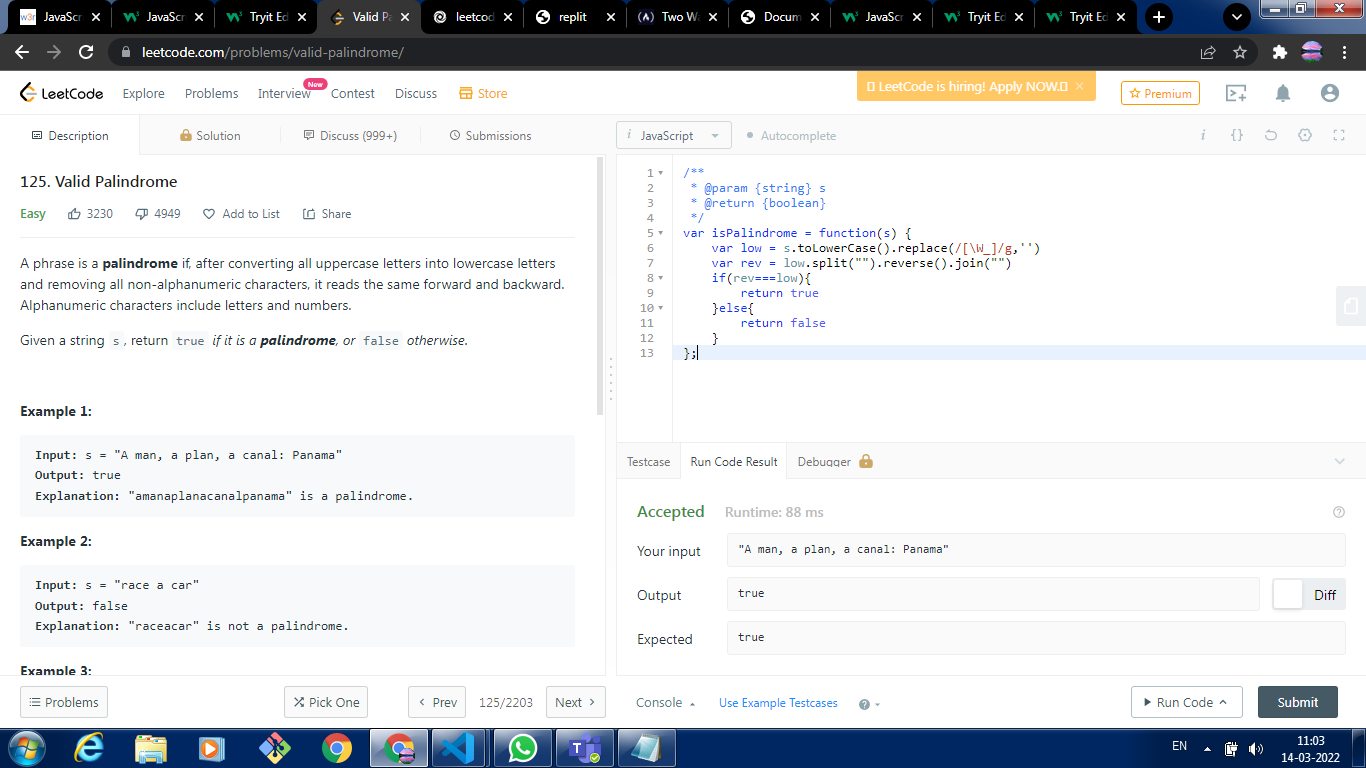 JavaScr
JavaScr
Tryit Ed
Valid Pa
leetcod
replit
Two Wa
Docum
JavaScr
Tryit Ed
Tryit Ed
leetcode.com/problems/valid-palindrome/
LeetCode
Explore
Problems
Interview
New
Contest
Discuss
Store
LeetCode is hiring! Apply NOW.
Premium
Description
Solution
Discuss (999+)
Submissions
i JavaScript
Autocomplete
i {}
125. Valid Palindrome
Easy 3230 4949 Add to List Share
A phrase is a palindrome if, after converting all uppercase letters into lowercase letters
and removing all non-alphanumeric characters, it reads the same forward and backward.
Alphanumeric characters include letters and numbers.
Given a string s, return true if it is a palindrome, or false otherwise.
Example 1:
Input: s = "A man, a plan, a canal: Panama"
Output: true
Explanation: "amanaplanacanalpanama" is a palindrome.
Example 2:
Input: s = "race a car"
Output: false
Explanation: "raceacar" is not a palindrome.
Example 3:
Problems
Pick One
Prev
125/2203
Next
1 /**
2 * @param {string} s
3 * @return {boolean}
4 */
5 var isPalindrome = function(s) {
6 var low = s.toLowerCase().replace(/[\W_]/g,'')
7 var rev = low.split("").reverse().join("")
8 if(rev===low){
9 return true
10 }else{
11 return false
12 }
13 };
Testcase
Run Code Result
Debugger
Accepted Runtime: 88 ms
Your input "A man, a plan, a canal: Panama"
Output true
Diff
Expected true
Console
Use Example Testcases
Run Code
Submit
EN
11:03
14-03-2022